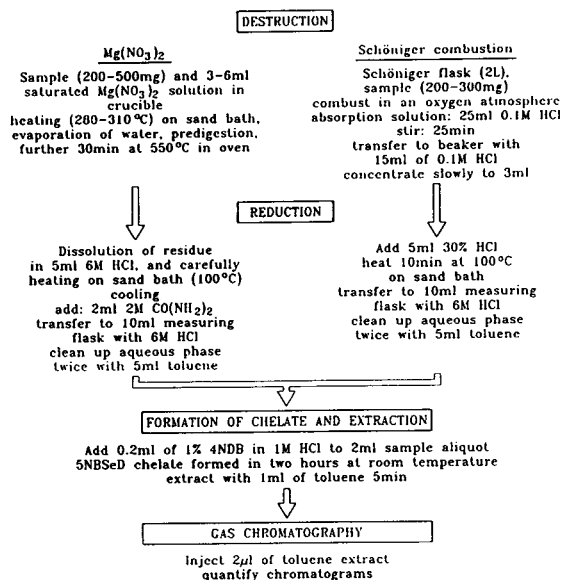 DESTRUCTION
Mg(NO3)2
Sample (200-500mg) and 3-6ml
saturated Mg(NO3)2 solution in
crucible
heating (280-310°C) on sand bath,
evaporation of water, predigestion,
further 30min at 550°C in oven
Schöniger combustion
Schöniger flask (2L),
sample (200-300mg)
combust in an oxygen atmosphere
absorption solution: 25ml 0.1M HCl
stir: 25min
transfer to beaker with
15ml of 0.1M HCl
concentrate slowly to 3ml
REDUCTION
Dissolution of residue
in 5ml 6M HCl, and carefully
heating on sand bath (100°C)
cooling
add: 2ml 2M CO(NH2)2
transfer to 10ml measuring
flask with 6M HCl
clean up aqueous phase
twice with 5ml toluene
Add 5ml 30% HCl
heat 10min at 100°C
on sand bath
transfer to 10ml measuring
flask with 6M HCl
clean up aqueous phase
twice with 5ml toluene
FORMATION OF CHELATE AND EXTRACTION
Add 0.2ml of 1% 4NDB in 1M HCl to 2ml sample aliquot
5NBSeD chelate formed in two hours at room temperature
extract with 1ml of toluene 5min
GAS CHROMATOGRAPHY
Inject 2μl of toluene extract
quantify chromatograms